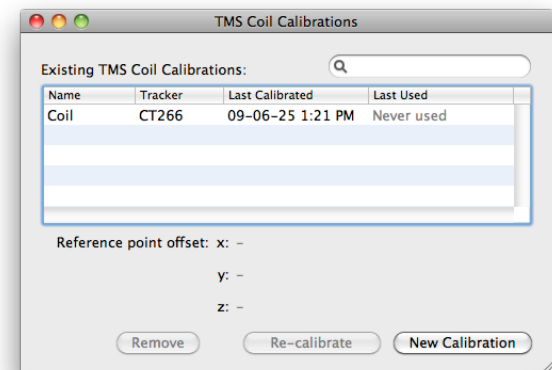 TMS Coil Calibrations
Existing TMS Coil Calibrations:
Name Tracker Last Calibrated Last Used
Coil CT266 09-06-25 1:21 PM Never used
Reference point offset: x: -
y: -
z: -
Remove Re-calibrate New Calibration